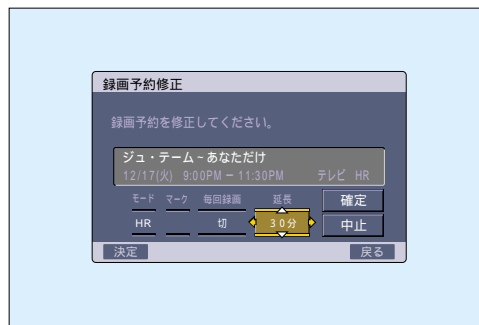 録画予約修正
録画予約を修正してください。
ジュ・テーム~あなただけ
12/17(火) 9:00PM － 11:30PM テレビ HR
モード マーク 毎回録画 延長 確定
HR 切 30分 中止
決定 戻る